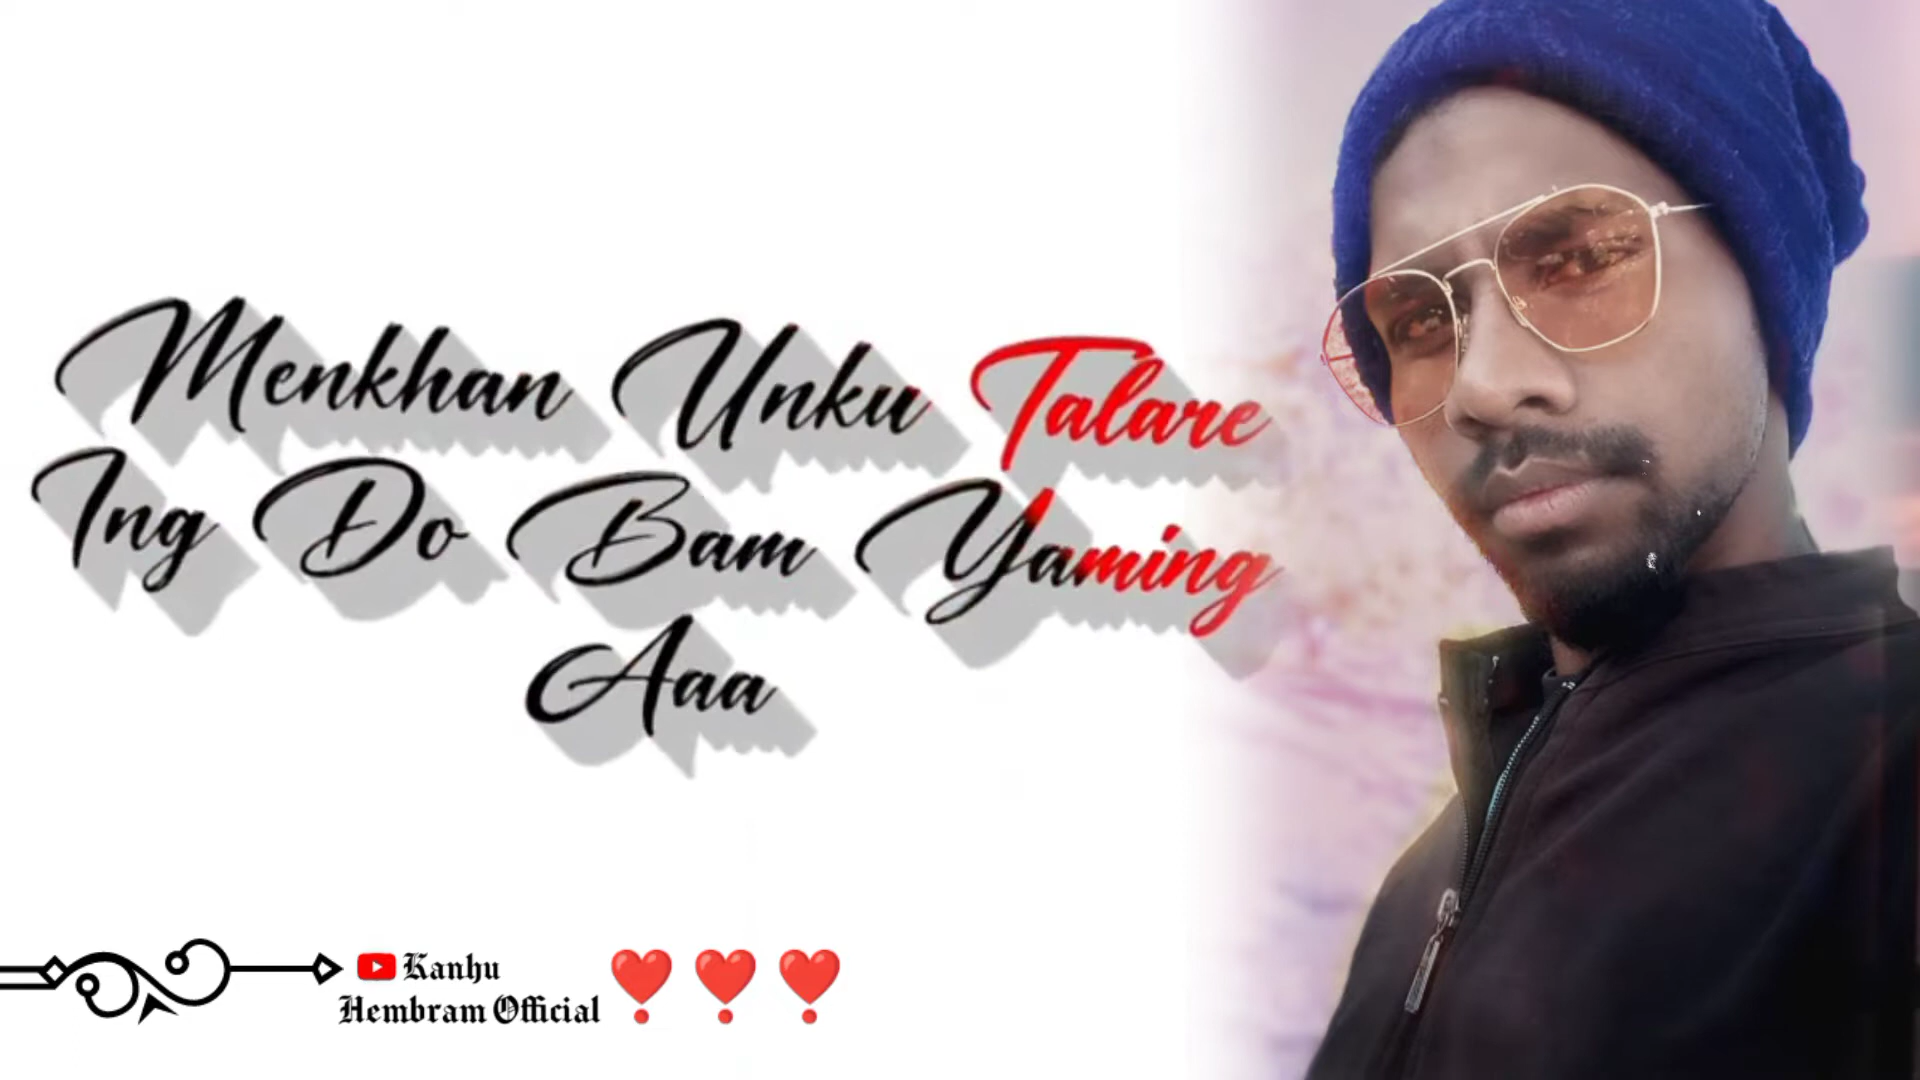 Menkhan Unku Talare
Ing Do Bam Yaming
Aaa
Kanhu
Hembram Official